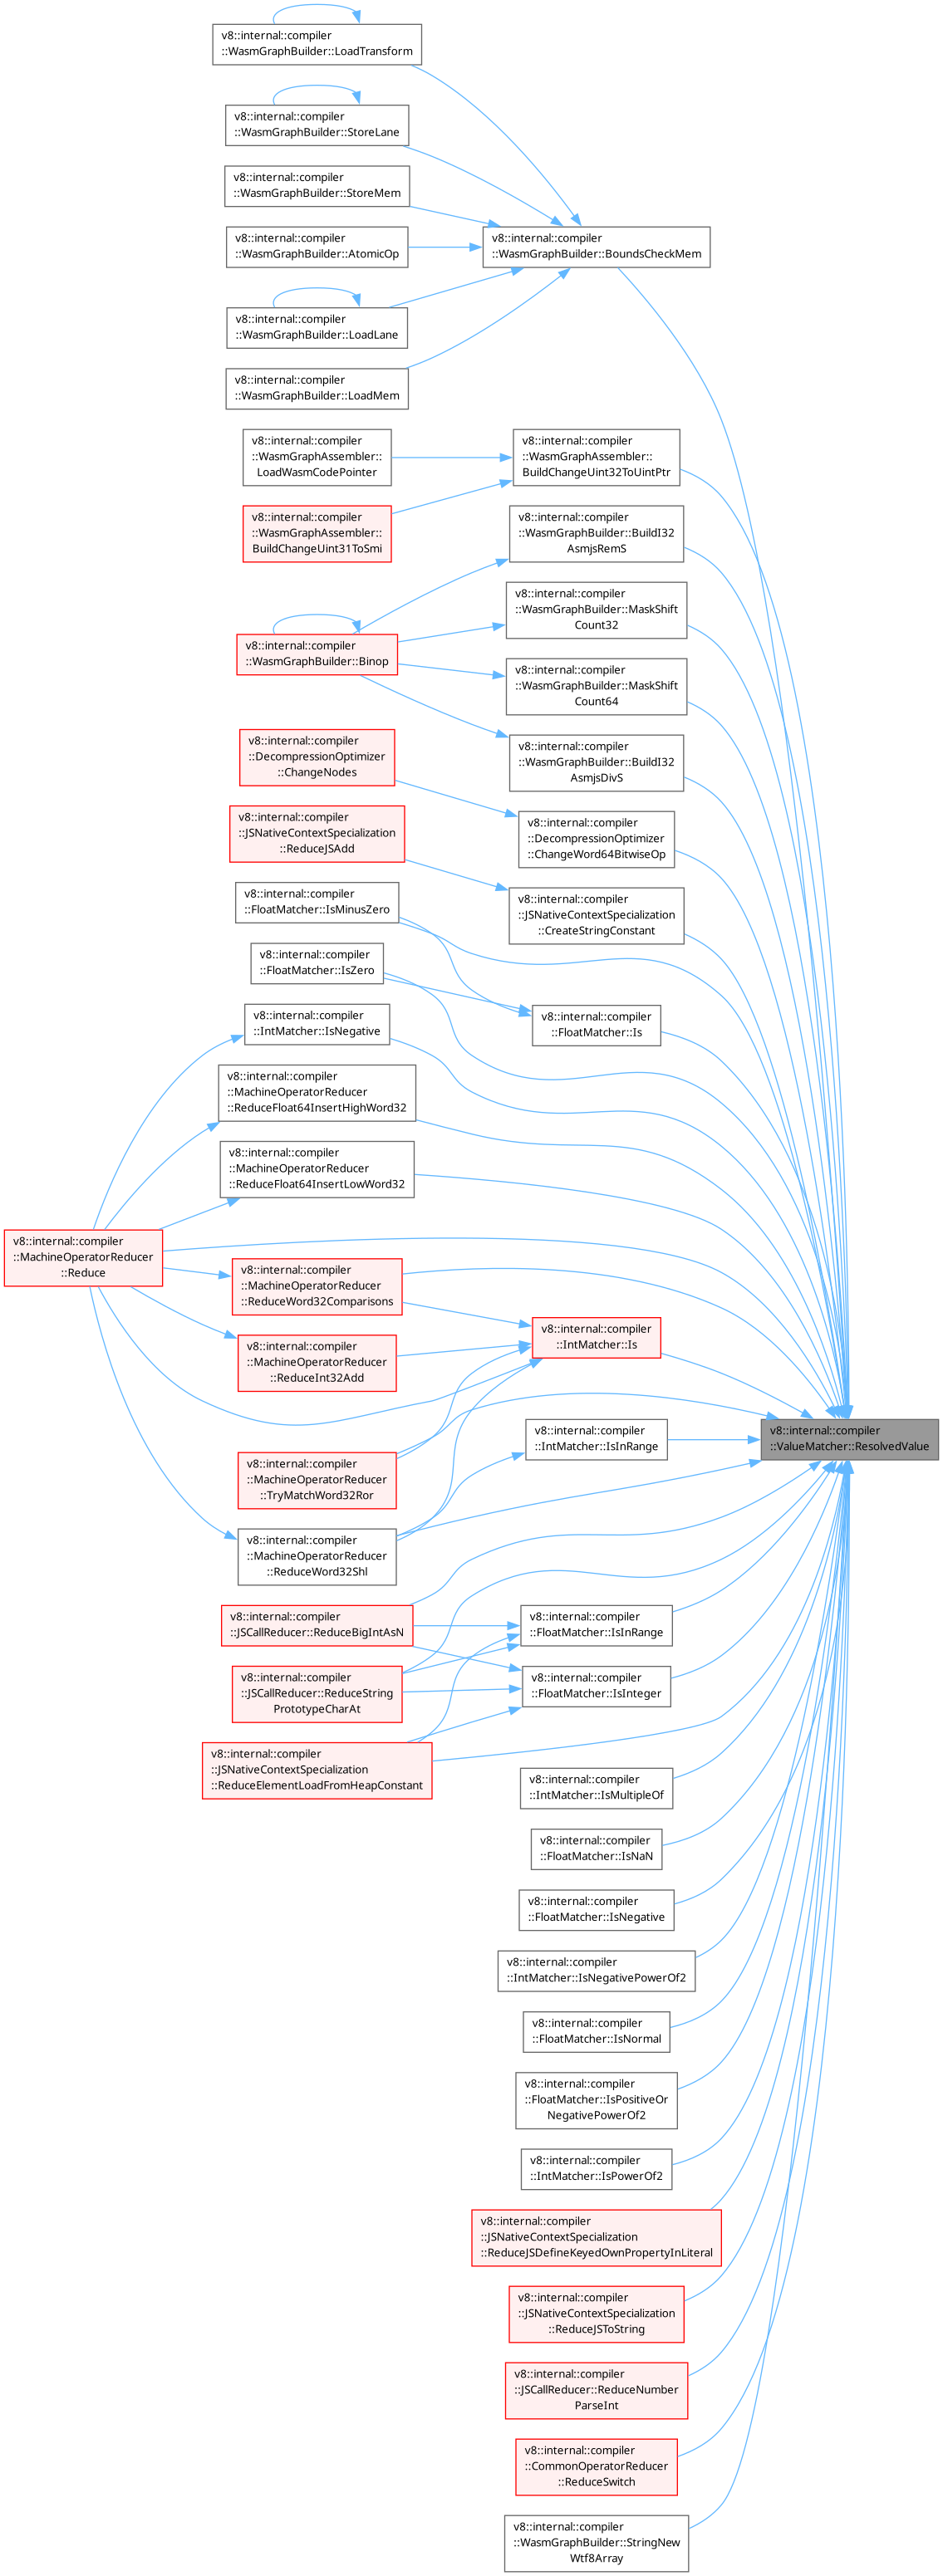 v8::internal::compiler
::WasmGraphBuilder::LoadTransform
v8::internal::compiler
::WasmGraphBuilder::StoreLane
v8::internal::compiler
::WasmGraphBuilder::StoreMem
v8::internal::compiler
::WasmGraphBuilder::AtomicOp
v8::internal::compiler
::WasmGraphBuilder::BoundsCheckMem
v8::internal::compiler
::WasmGraphBuilder::LoadLane
v8::internal::compiler
::WasmGraphBuilder::LoadMem
v8::internal::compiler
::WasmGraphAssembler::
LoadWasmCodePointer
v8::internal::compiler
::WasmGraphAssembler::
BuildChangeUint32ToUintPtr
v8::internal::compiler
::WasmGraphAssembler::
BuildChangeUint31ToSmi
v8::internal::compiler
::WasmGraphBuilder::BuildI32
AsmjsRemS
v8::internal::compiler
::WasmGraphBuilder::MaskShift
Count32
v8::internal::compiler
::WasmGraphBuilder::Binop
v8::internal::compiler
::WasmGraphBuilder::MaskShift
Count64
v8::internal::compiler
::WasmGraphBuilder::BuildI32
AsmjsDivS
v8::internal::compiler
::DecompressionOptimizer
::ChangeNodes
v8::internal::compiler
::DecompressionOptimizer
::ChangeWord64BitwiseOp
v8::internal::compiler
::JSNativeContextSpecialization
::ReduceJSAdd
v8::internal::compiler
::JSNativeContextSpecialization
::CreateStringConstant
v8::internal::compiler
::FloatMatcher::IsMinusZero
v8::internal::compiler
::FloatMatcher::IsZero
v8::internal::compiler
::FloatMatcher::Is
v8::internal::compiler
::IntMatcher::IsNegative
v8::internal::compiler
::MachineOperatorReducer
::ReduceFloat64InsertHighWord32
v8::internal::compiler
::MachineOperatorReducer
::ReduceFloat64InsertLowWord32
v8::internal::compiler
::MachineOperatorReducer
::Reduce
v8::internal::compiler
::MachineOperatorReducer
::ReduceWord32Comparisons
v8::internal::compiler
::IntMatcher::Is
v8::internal::compiler
::MachineOperatorReducer
::ReduceInt32Add
v8::internal::compiler
::IntMatcher::IsInRange
v8::internal::compiler
::ValueMatcher::ResolvedValue
v8::internal::compiler
::MachineOperatorReducer
::TryMatchWord32Ror
v8::internal::compiler
::MachineOperatorReducer
::ReduceWord32Shl
v8::internal::compiler
::JSCallReducer::ReduceBigIntAsN
v8::internal::compiler
::FloatMatcher::IsInRange
v8::internal::compiler
::JSCallReducer::ReduceString
PrototypeCharAt
v8::internal::compiler
::FloatMatcher::IsInteger
v8::internal::compiler
::JSNativeContextSpecialization
::ReduceElementLoadFromHeapConstant
v8::internal::compiler
::IntMatcher::IsMultipleOf
v8::internal::compiler
::FloatMatcher::IsNaN
v8::internal::compiler
::FloatMatcher::IsNegative
v8::internal::compiler
::IntMatcher::IsNegativePowerOf2
v8::internal::compiler
::FloatMatcher::IsNormal
v8::internal::compiler
::FloatMatcher::IsPositiveOr
NegativePowerOf2
v8::internal::compiler
::IntMatcher::IsPowerOf2
v8::internal::compiler
::JSNativeContextSpecialization
::ReduceJSDefineKeyedOwnPropertyInLiteral
v8::internal::compiler
::JSNativeContextSpecialization
::ReduceJSToString
v8::internal::compiler
::JSCallReducer::ReduceNumber
ParseInt
v8::internal::compiler
::CommonOperatorReducer
::ReduceSwitch
v8::internal::compiler
::WasmGraphBuilder::StringNew
Wtf8Array